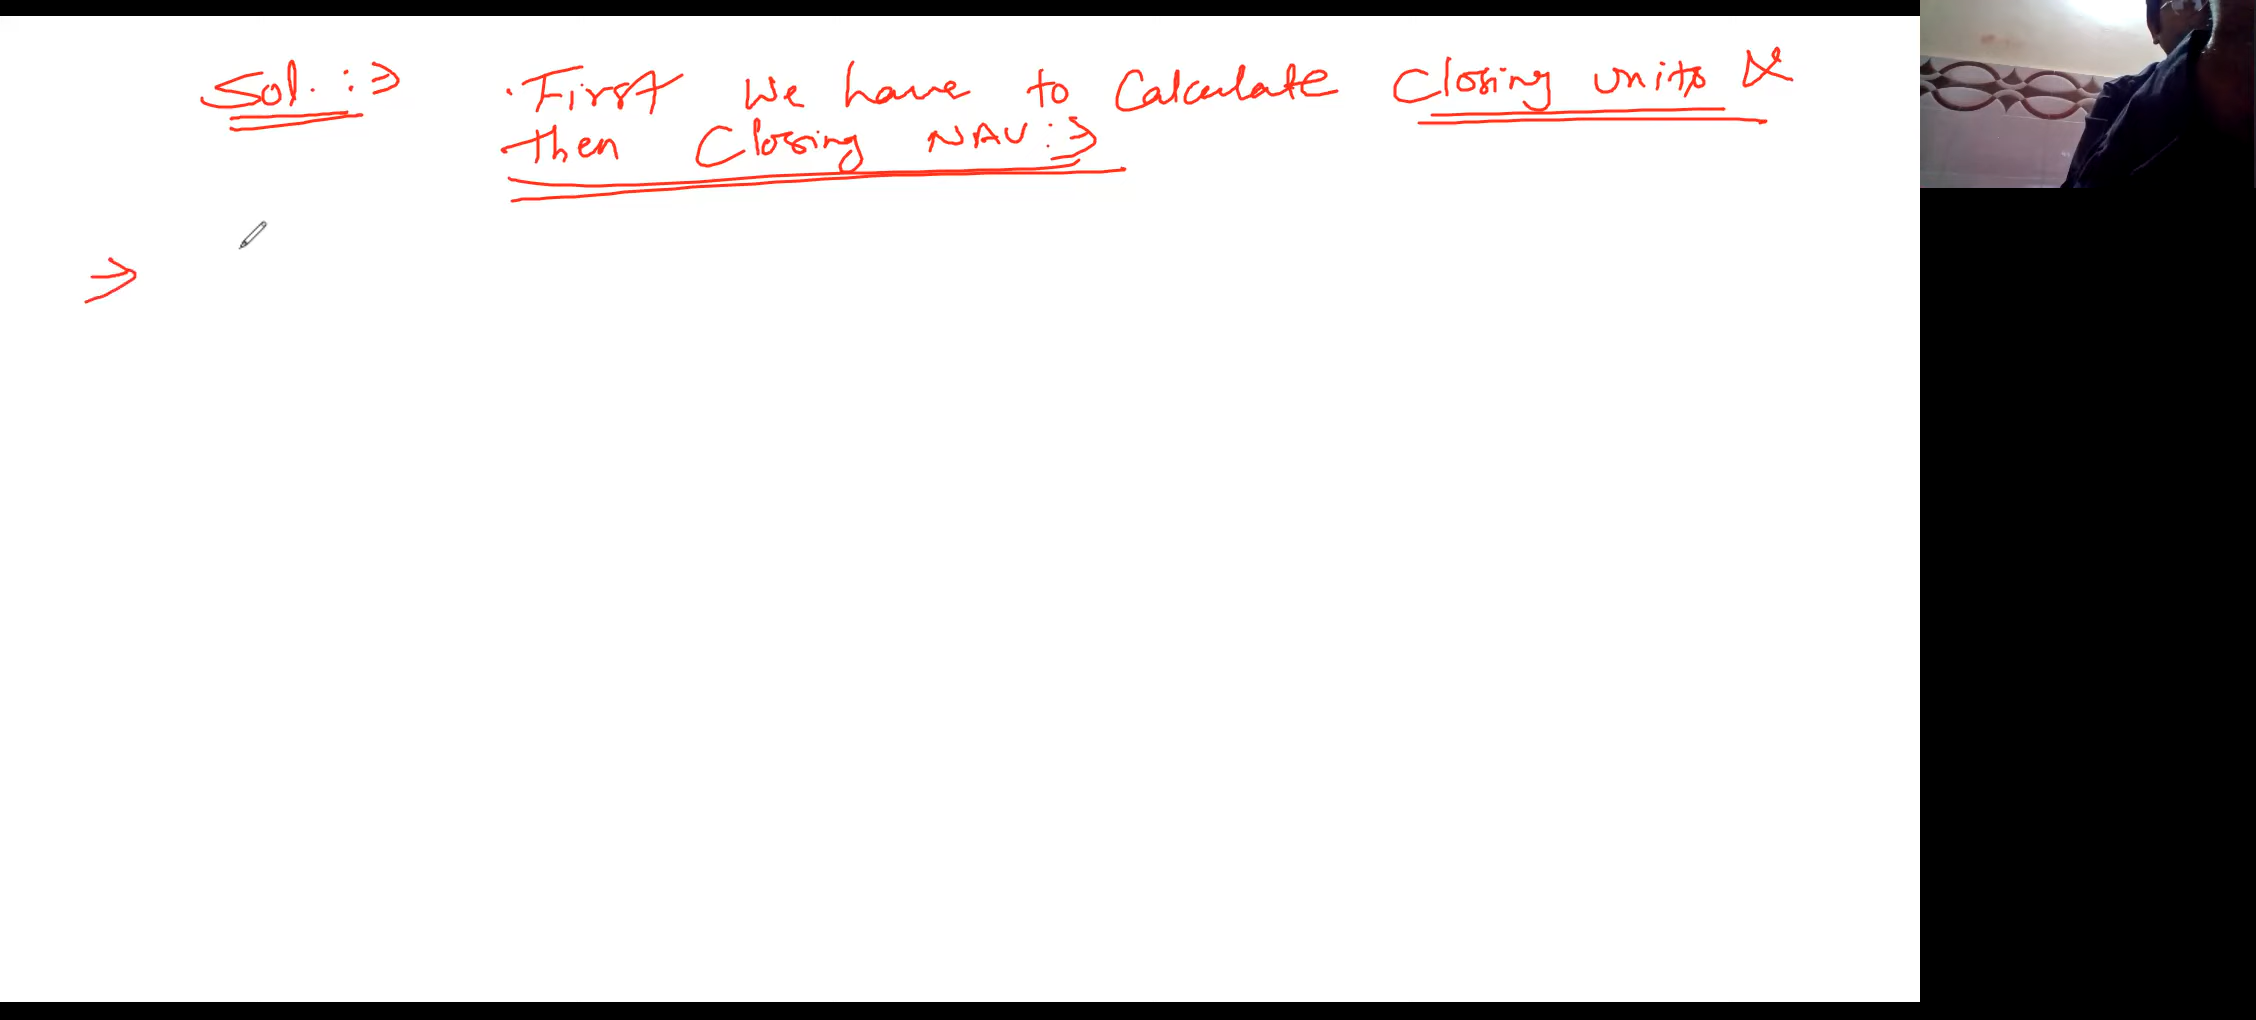 Sol. :⇒ · First we have to Calculate Closing units &
then Closing NAV :⇒
⇒